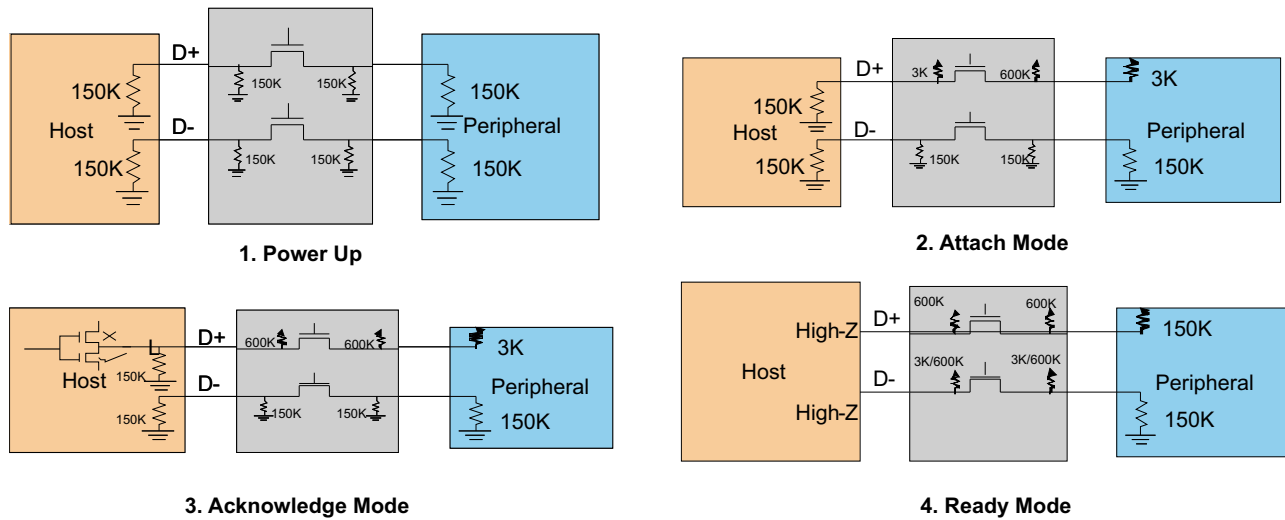 D+
150K
150K
150K
150K
Host
Peripheral
D-
150K
150K
150K
150K
1. Power Up
D+
3K
600K
3K
150K
Host
D-
Peripheral
150K
150K
150K
150K
2. Attach Mode
D+
600K
600K
3K
Host
150K
D-
Peripheral
150K
150K
150K
150K
3. Acknowledge Mode
600K
600K
D+
High-Z
150K
Host
3K/600K
3K/600K
D-
Peripheral
High-Z
150K
4. Ready Mode